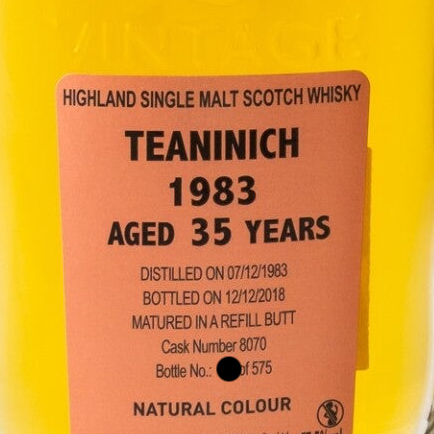 VINTAGE
HIGHLAND SINGLE MALT SCOTCH WHISKY
TEANINICH
1983
AGED 35 YEARS
DISTILLED ON 07/12/1983
BOTTLED ON 12/12/2018
MATURED IN A REFILL BUTT
Cask Number 8070
Bottle No.: of 575
NATURAL COLOUR